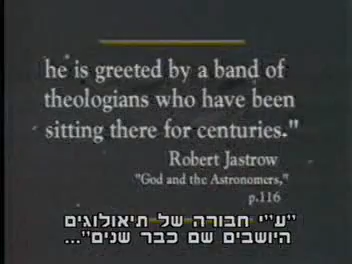 he is greeted by a band of
theologians who have been
sitting there for centuries."
Robert Jastrow
"God and the Astronomers,"
p.116
"ע"י חבורה של תיאולוגים
היושבים שם כבר שנים"...